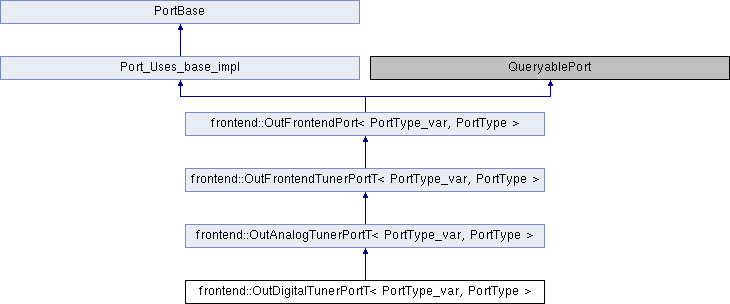 PortBase
Port_Uses_base_impl
QueryablePort
frontend::OutFrontendPort< PortType_var, PortType >
frontend::OutFrontendTunerPortT< PortType_var, PortType >
frontend::OutAnalogTunerPortT< PortType_var, PortType >
frontend::OutDigitalTunerPortT< PortType_var, PortType >